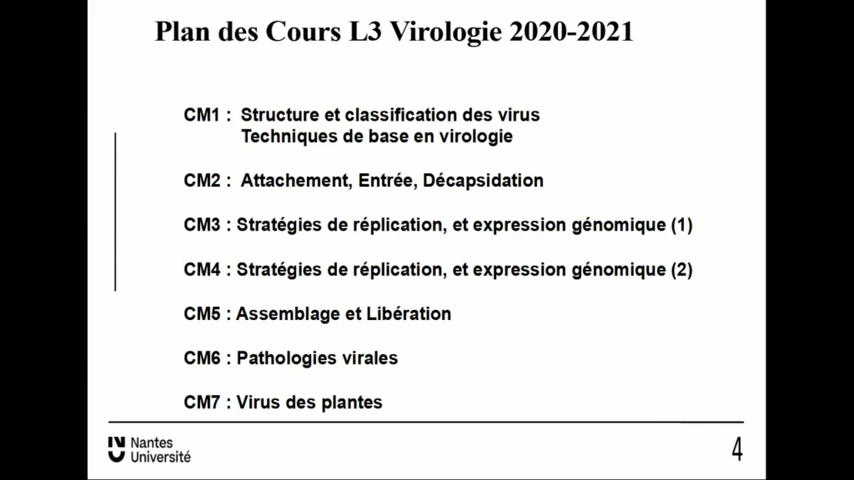 Plan des Cours L3 Virologie 2020-2021
CM1 : Structure et classification des virus
Techniques de base en virologie
CM2 : Attachement, Entrée, Décapsidation
CM3 : Stratégies de réplication, et expression génomique (1)
CM4 : Stratégies de réplication, et expression génomique (2)
CM5 : Assemblage et Libération
CM6 : Pathologies virales
CM7 : Virus des plantes
Nantes
Université
4